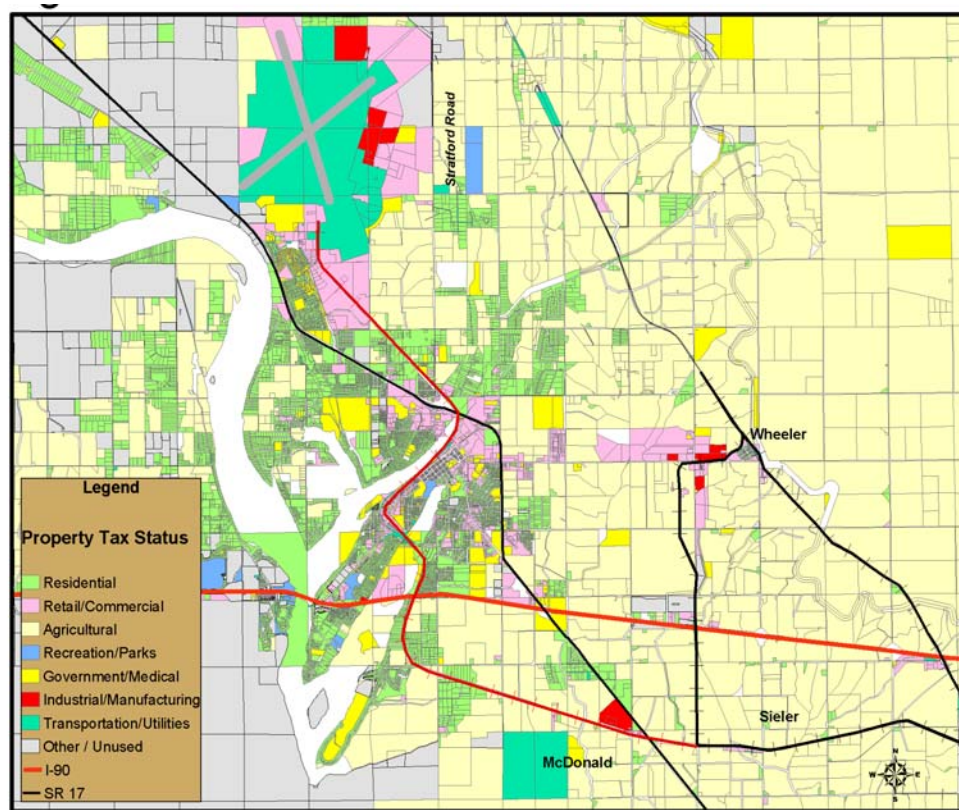 Stratford Road
Wheeler
Legend
Property Tax Status
Residential
Retail/Commercial
Agricultural
Recreation/Parks
Government/Medical
Industrial/Manufacturing
Transportation/Utilities
Other / Unused
I-90
SR 17
Sieler
McDonald
N
W
E
S